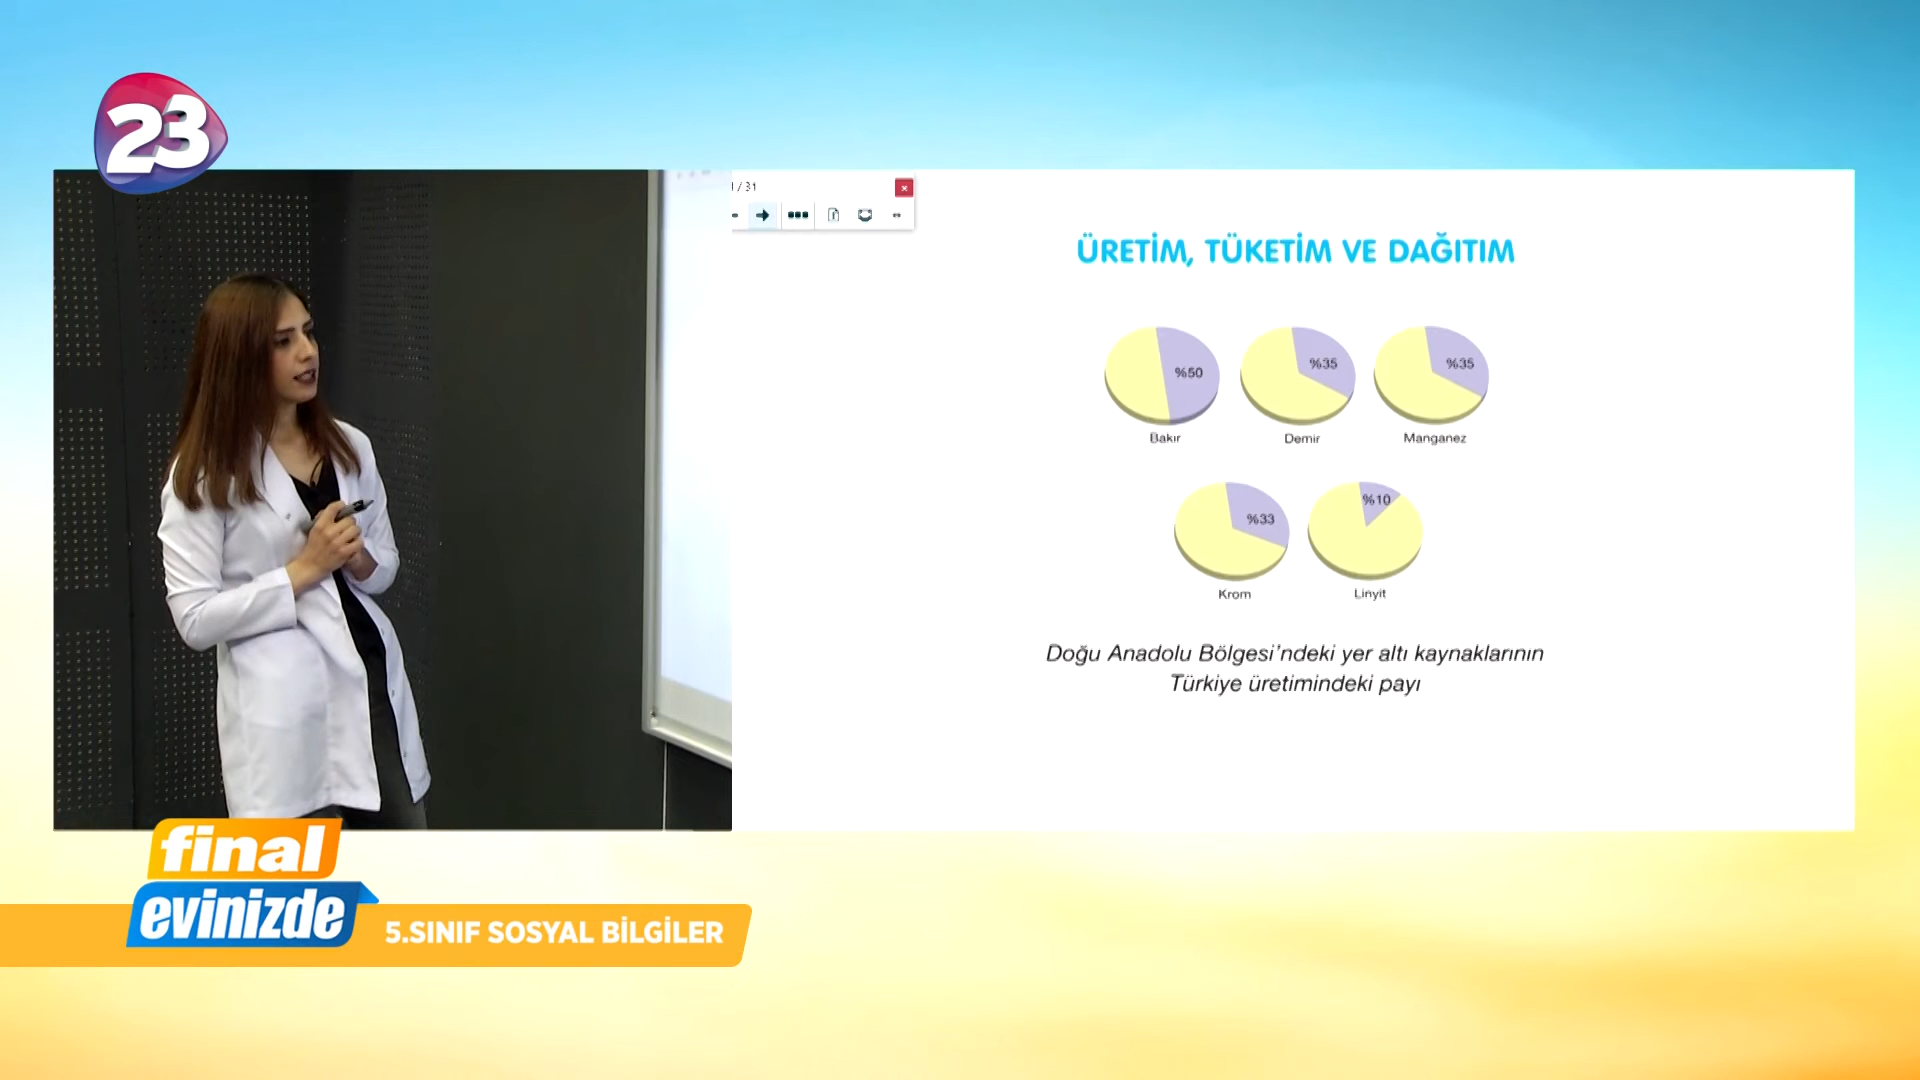 23
/ 31
ÜRETİM, TÜKETİM VE DAĞITIM
%50
%35
%35
Bakır
Demir
Manganez
%33
%10
Krom
Linyit
Doğu Anadolu Bölgesi'ndeki yer altı kaynaklarının
Türkiye üretimindeki payı
final
evinizde
5.SINIF SOSYAL BİLGİLER